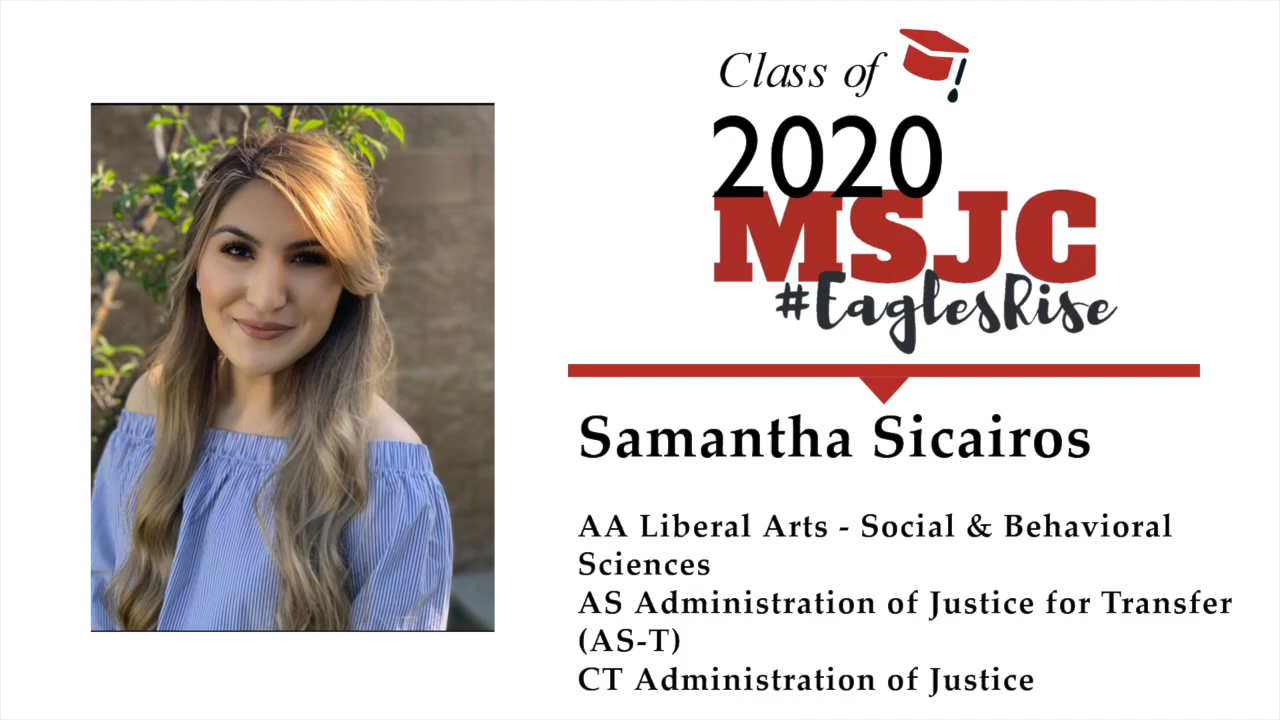 Class of
2020
MSJC
#EaglesRise
Samantha Sicairos
AA Liberal Arts - Social & Behavioral
Sciences
AS Administration of Justice for Transfer
(AS-T)
CT Administration of Justice